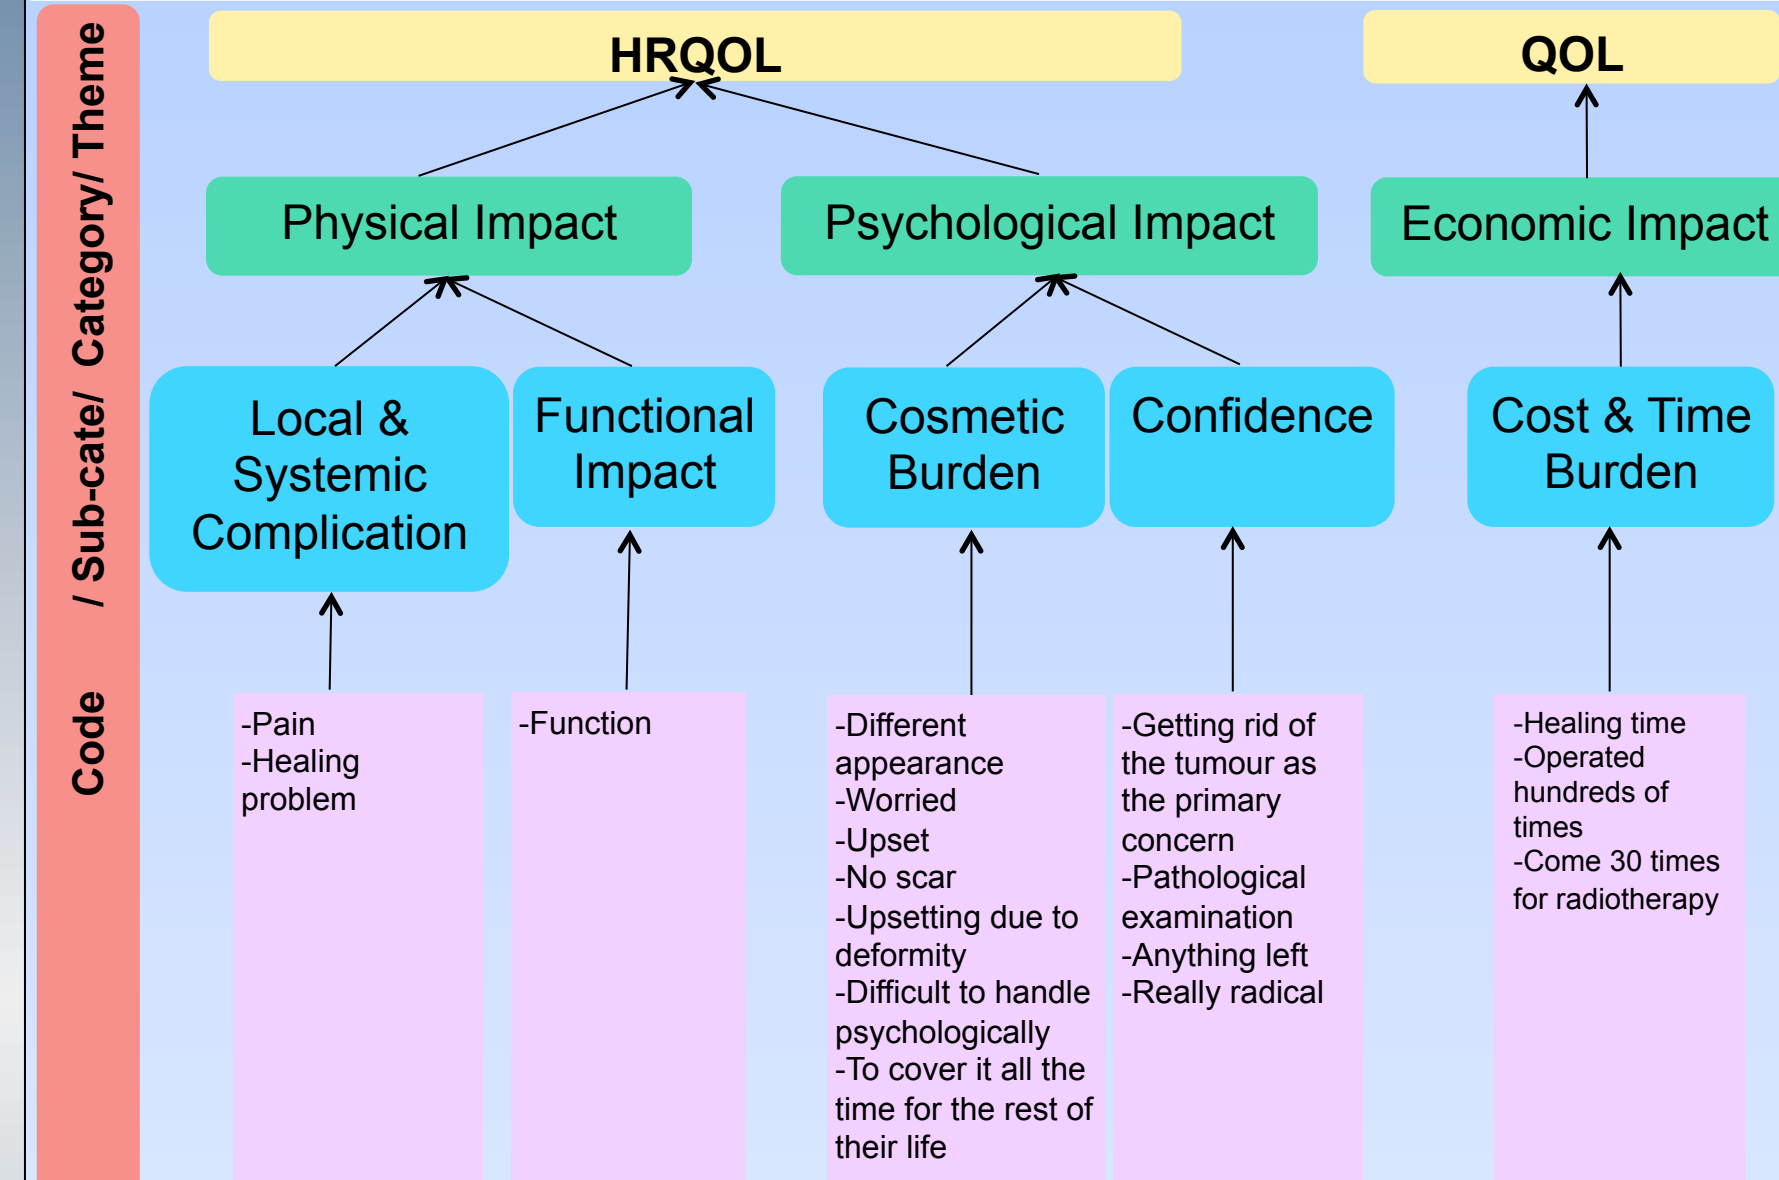 Code / Sub-cate/ Category/ Theme
HRQOL
QOL
Physical Impact
Psychological Impact
Economic Impact
Local &
Systemic
Complication
Functional
Impact
Cosmetic
Burden
Confidence
Cost & Time
Burden
-Pain
-Healing
problem
-Function
-Different
appearance
-Worried
-Upset
-No scar
-Upsetting due to
deformity
-Difficult to handle
psychologically
-To cover it all the
time for the rest of
their life
-Getting rid of
the tumour as
the primary
concern
-Pathological
examination
-Anything left
-Really radical
-Healing time
-Operated
hundreds of
times
-Come 30 times
for radiotherapy